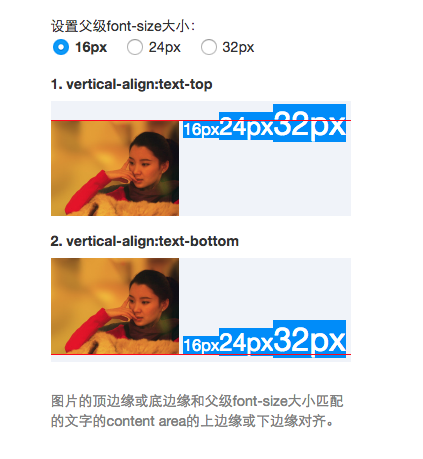 设置父级font-size大小：
16px 24px 32px
1. vertical-align:text-top
16px24px32px
2. vertical-align:text-bottom
16px24px32px
图片的顶边缘或底边缘和父级font-size大小匹配
的文字的content area的上边缘或下边缘对齐。